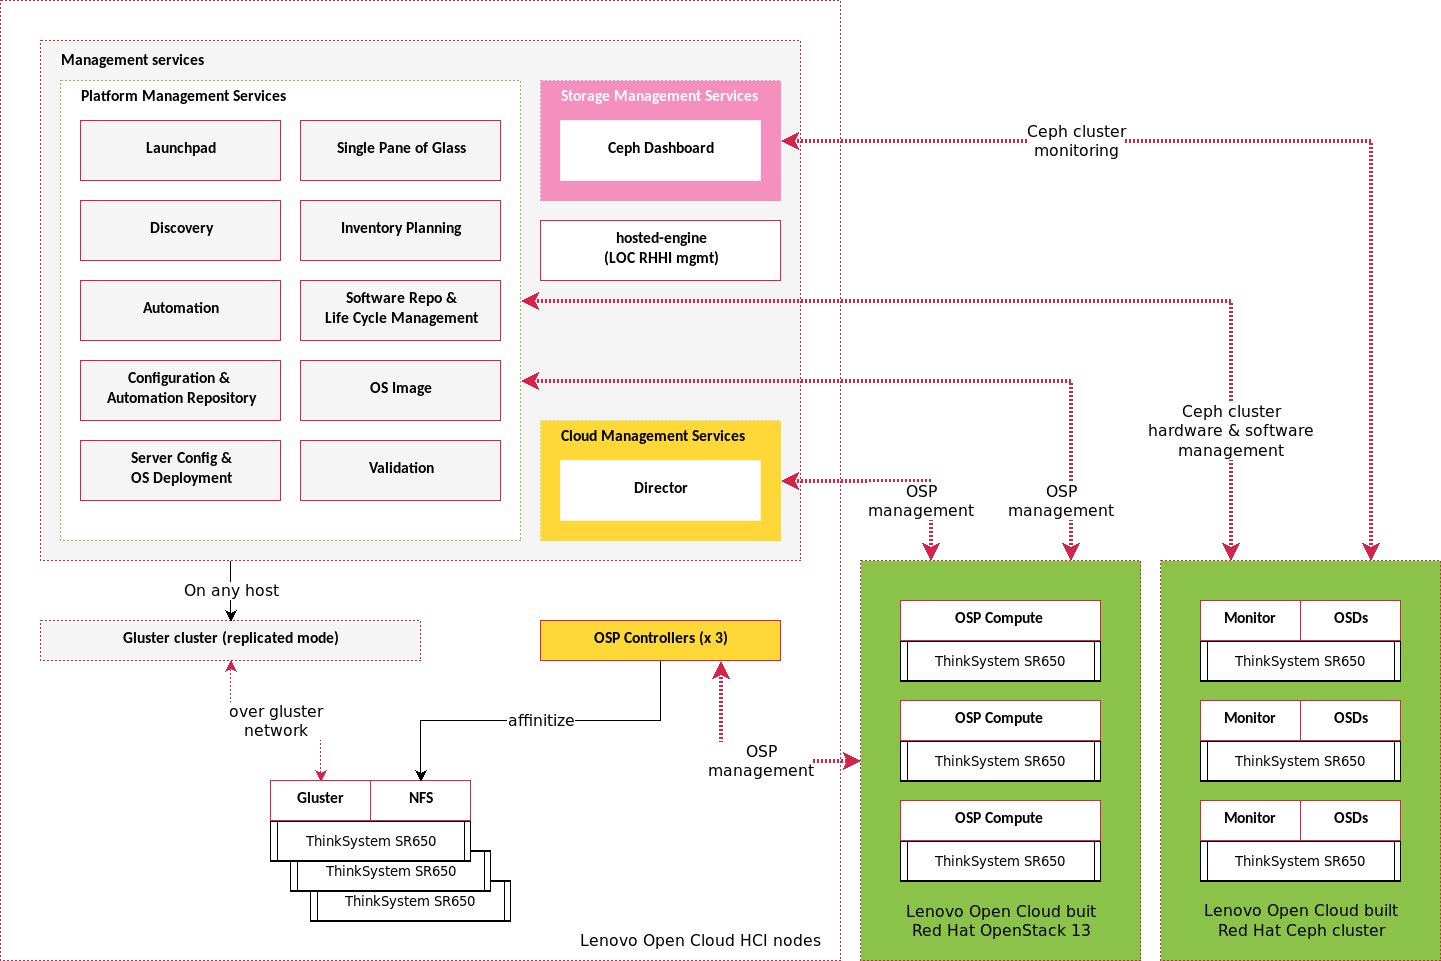 Management services
Platform Management Services
Launchpad
Single Pane of Glass
Discovery
Inventory Planning
Automation
Software Repo &
Life Cycle Management
Configuration &
Automation Repository
OS Image
Server Config &
OS Deployment
Validation
Storage Management Services
Ceph Dashboard
hosted-engine
(LOC RHHI mgmt)
Cloud Management Services
Director
Ceph cluster
monitoring
Ceph cluster
hardware & software
management
OSP
management
OSP
management
On any host
Gluster cluster (replicated mode)
OSP Controllers (x 3)
over gluster
network
affinitize
OSP
management
Gluster
NFS
ThinkSystem SR650
ThinkSystem SR650
ThinkSystem SR650
Lenovo Open Cloud HCI nodes
OSP Compute
ThinkSystem SR650
OSP Compute
ThinkSystem SR650
OSP Compute
ThinkSystem SR650
Lenovo Open Cloud buit
Red Hat OpenStack 13
Monitor
OSDs
ThinkSystem SR650
Monitor
OSDs
ThinkSystem SR650
Monitor
OSDs
ThinkSystem SR650
Lenovo Open Cloud built
Red Hat Ceph cluster